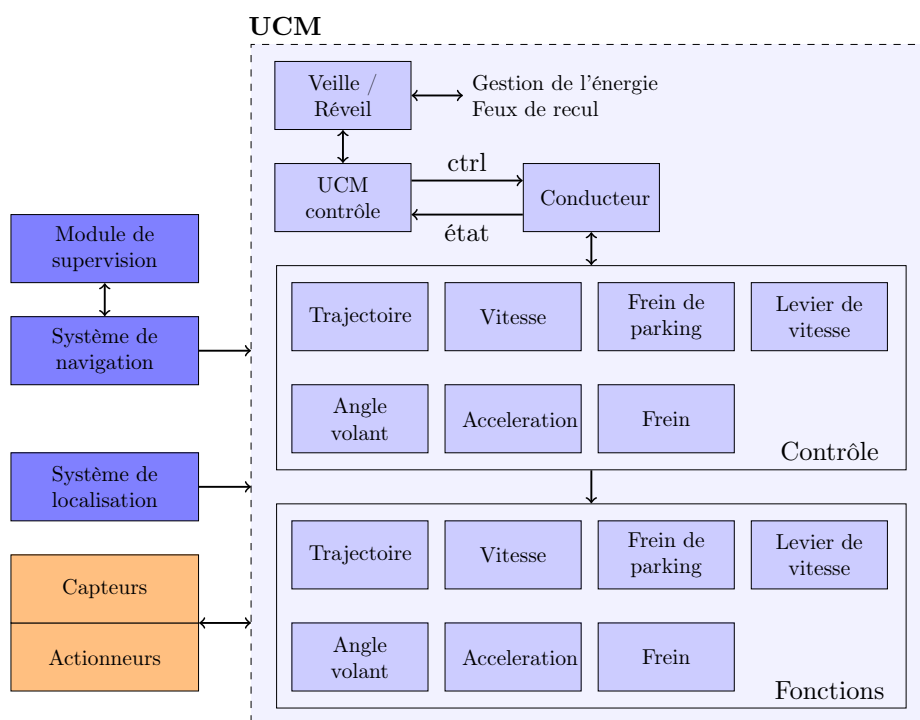 UCM
Veille /
Réveil
Gestion de l'énergie
Feux de recul
UCM
contrôle
ctrl
état
Conducteur
Module de
supervision
Système de
navigation
Trajectoire
Vitesse
Frein de
parking
Levier de
vitesse
Angle
volant
Acceleration
Frein
Contrôle
Système de
localisation
Capteurs
Actionneurs
Trajectoire
Vitesse
Frein de
parking
Levier de
vitesse
Angle
volant
Acceleration
Frein
Fonctions